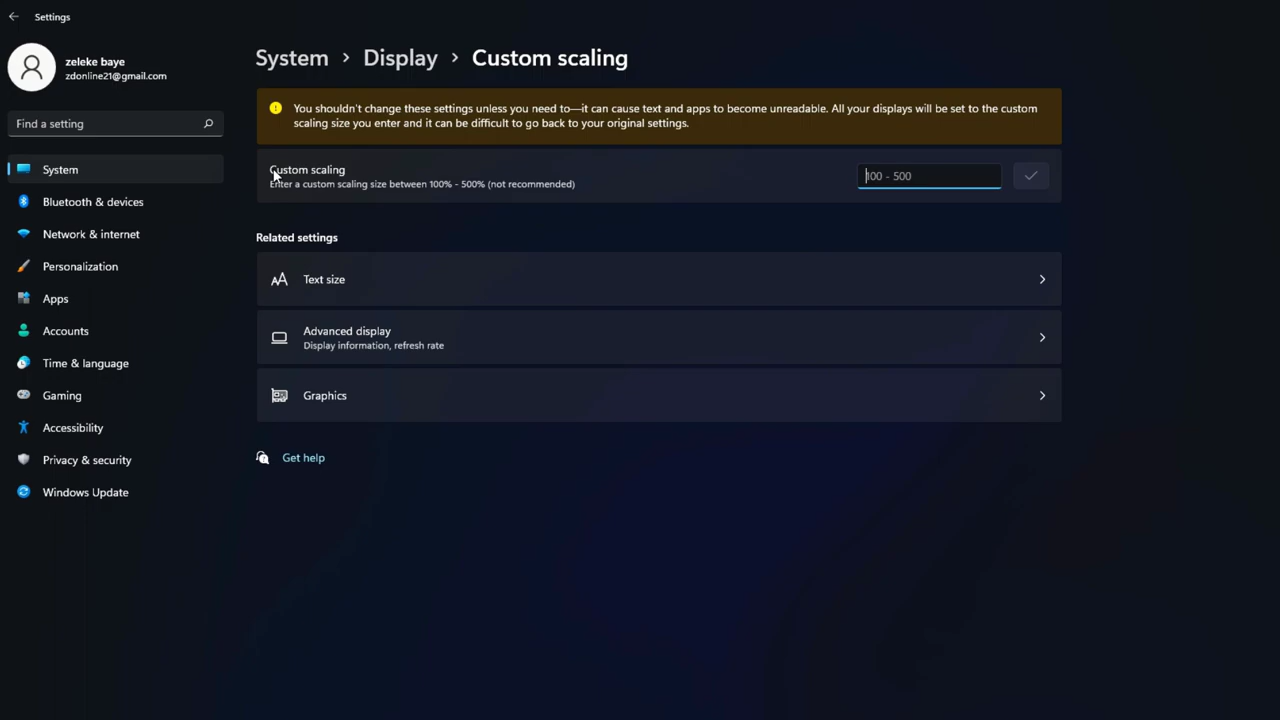 Settings
zeleke baye
zdonline21@gmail.com
Find a setting
System
Bluetooth & devices
Network & internet
Personalization
Apps
Accounts
Time & language
Gaming
Accessibility
Privacy & security
Windows Update
System > Display > Custom scaling
You shouldn't change these settings unless you need to—it can cause text and apps to become unreadable. All your displays will be set to the custom
scaling size you enter and it can be difficult to go back to your original settings.
Custom scaling
Enter a custom scaling size between 100% - 500% (not recommended)
100 - 500
Related settings
Text size
Advanced display
Display information, refresh rate
Graphics
Get help